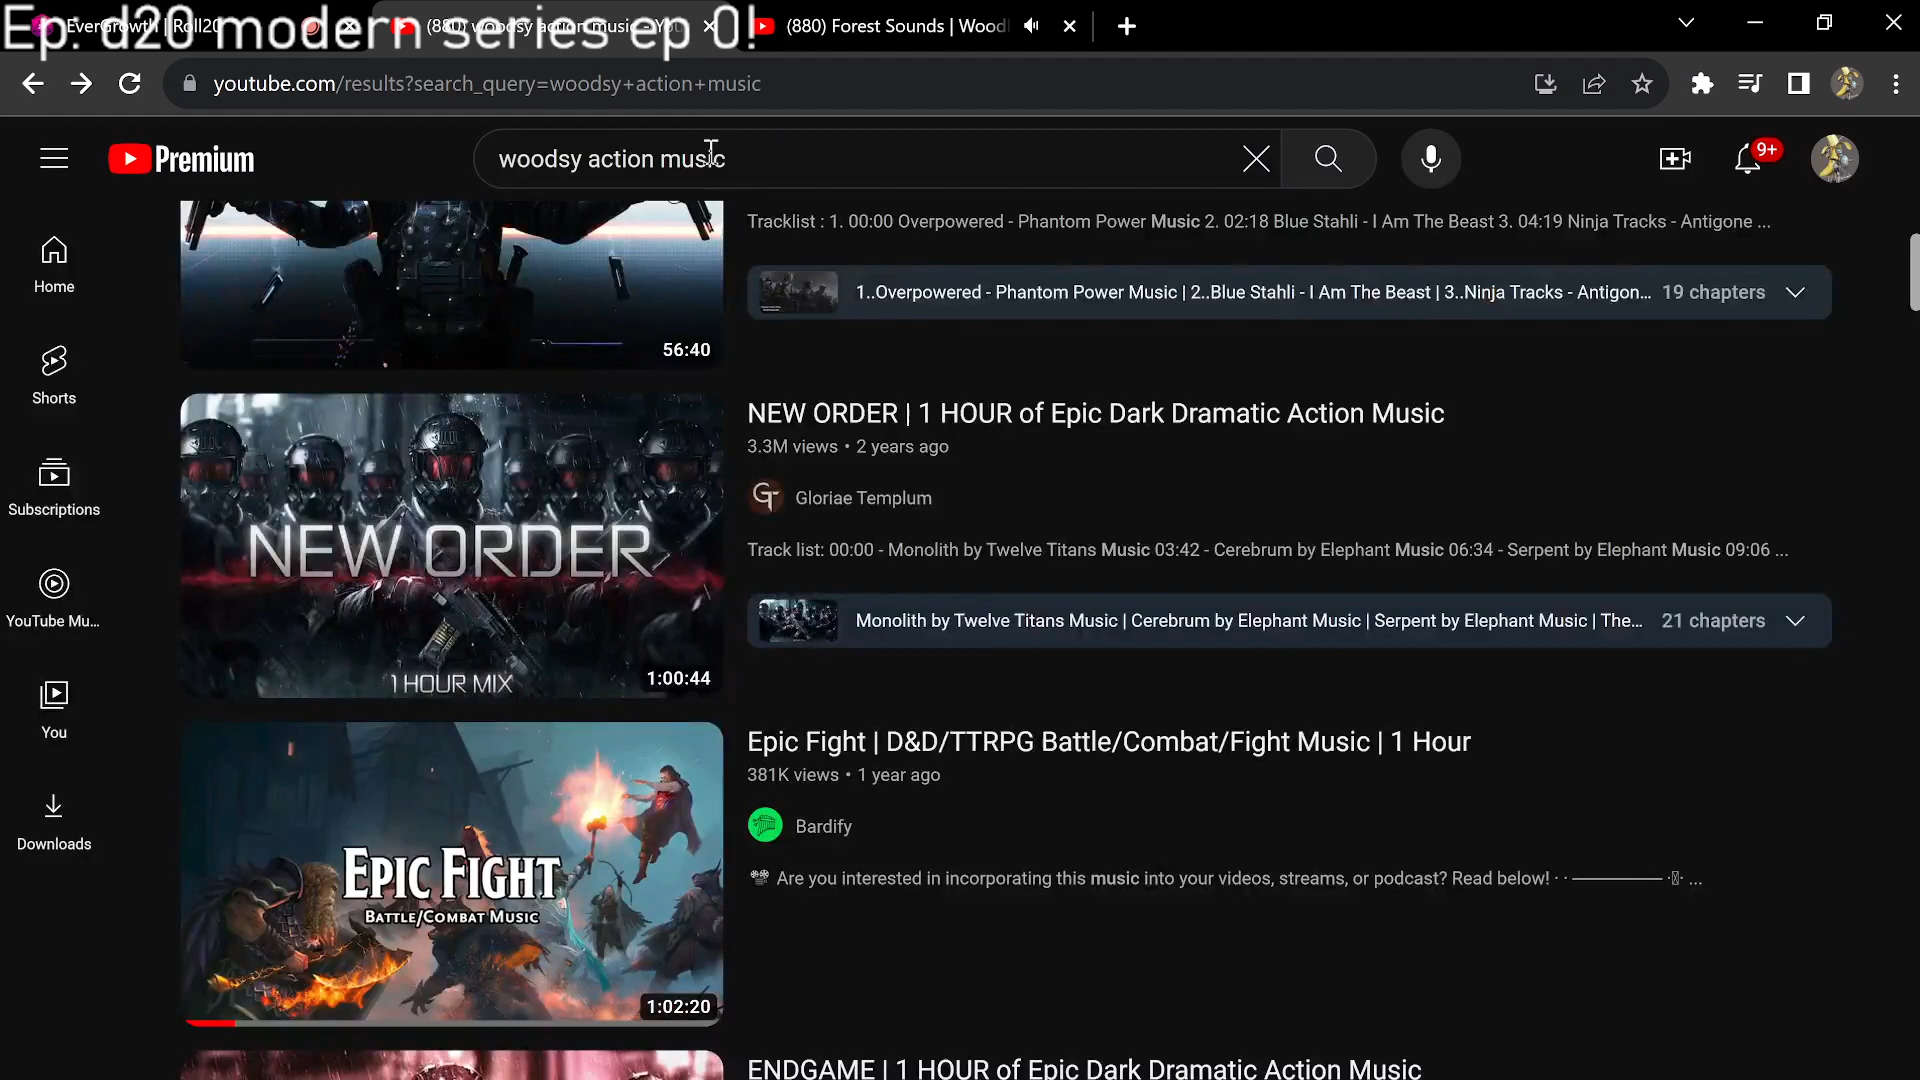 Ep. d20 modern series ep 0!
EverGrowth | Roll20
(880) woodsy action music - You
(880) Forest Sounds | Wood
youtube.com/results?search_query=woodsy+action+music
Premium
woodsy action music
9+
Home
Shorts
Subscriptions
YouTube Mu...
You
Downloads
Tracklist : 1. 00:00 Overpowered - Phantom Power Music 2. 02:18 Blue Stahli - I Am The Beast 3. 04:19 Ninja Tracks - Antigone ...
1..Overpowered - Phantom Power Music | 2..Blue Stahli - I Am The Beast | 3..Ninja Tracks - Antigon...
19 chapters
56:40
NEW ORDER
1 HOUR MIX
1:00:44
NEW ORDER | 1 HOUR of Epic Dark Dramatic Action Music
3.3M views • 2 years ago
Gloriae Templum
Track list: 00:00 - Monolith by Twelve Titans Music 03:42 - Cerebrum by Elephant Music 06:34 - Serpent by Elephant Music 09:06 ...
Monolith by Twelve Titans Music | Cerebrum by Elephant Music | Serpent by Elephant Music | The...
21 chapters
EPIC FIGHT
BATTLE/COMBAT MUSIC
1:02:20
Epic Fight | D&D/TTRPG Battle/Combat/Fight Music | 1 Hour
381K views • 1 year ago
Bardify
Are you interested in incorporating this music into your videos, streams, or podcast? Read below! · · ————— ·
ENDGAME | 1 HOUR of Epic Dark Dramatic Action Music